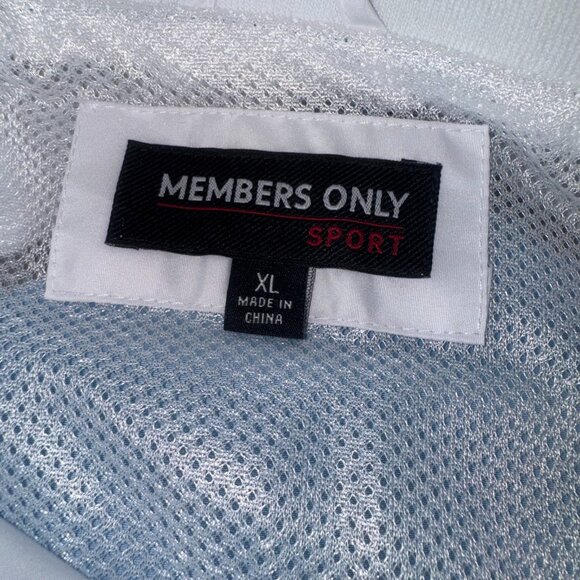 MEMBERS ONLY
SPORT
XL
MADE IN
CHINA